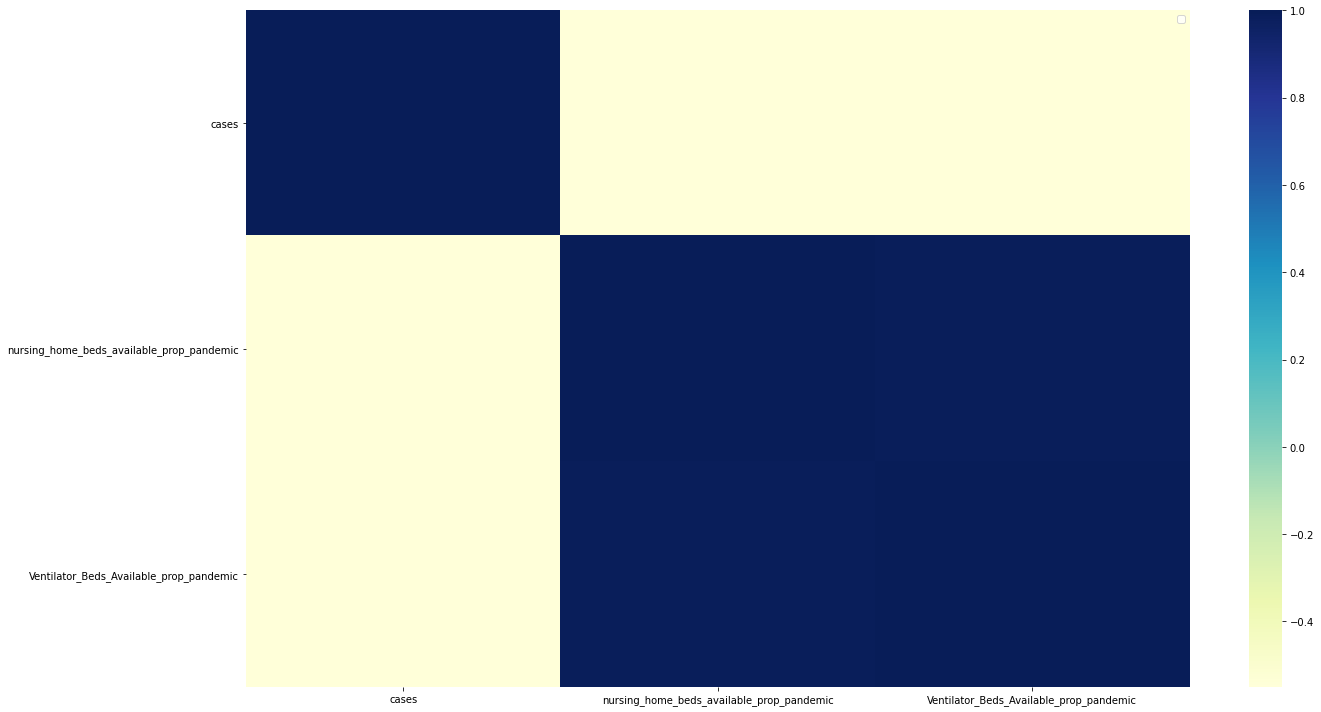 cases
nursing_home_beds_available_prop_pandemic
Ventilator_Beds_Available_prop_pandemic
cases
nursing_home_beds_available_prop_pandemic
Ventilator_Beds_Available_prop_pandemic
1.0
0.8
0.6
0.4
0.2
0.0
−0.2
−0.4